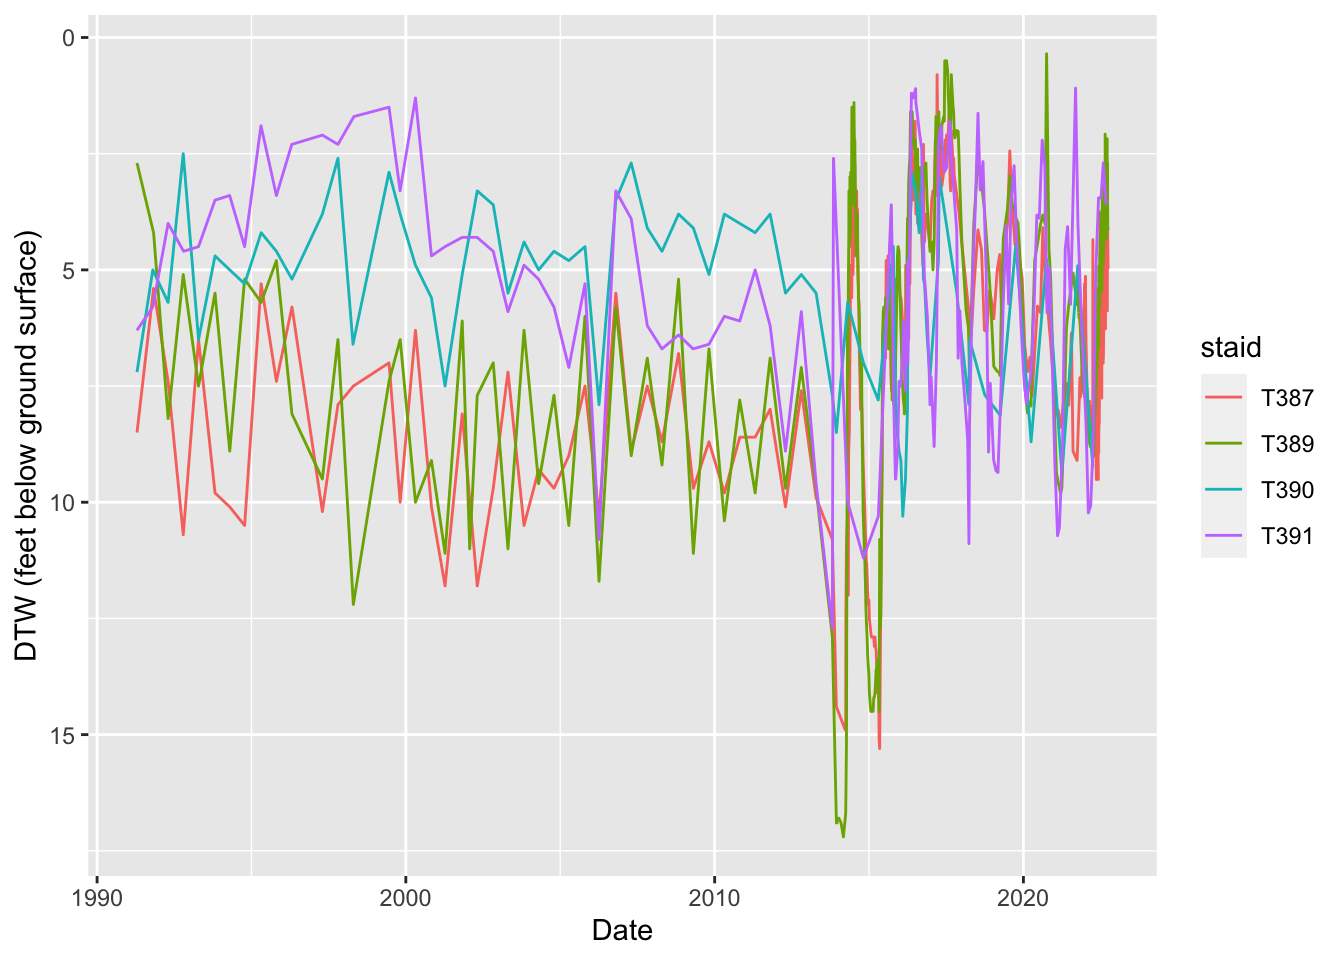 0
5
10
15
DTW (feet below ground surface)
1990
2000
2010
2020
Date
staid
T387
T389
T390
T391